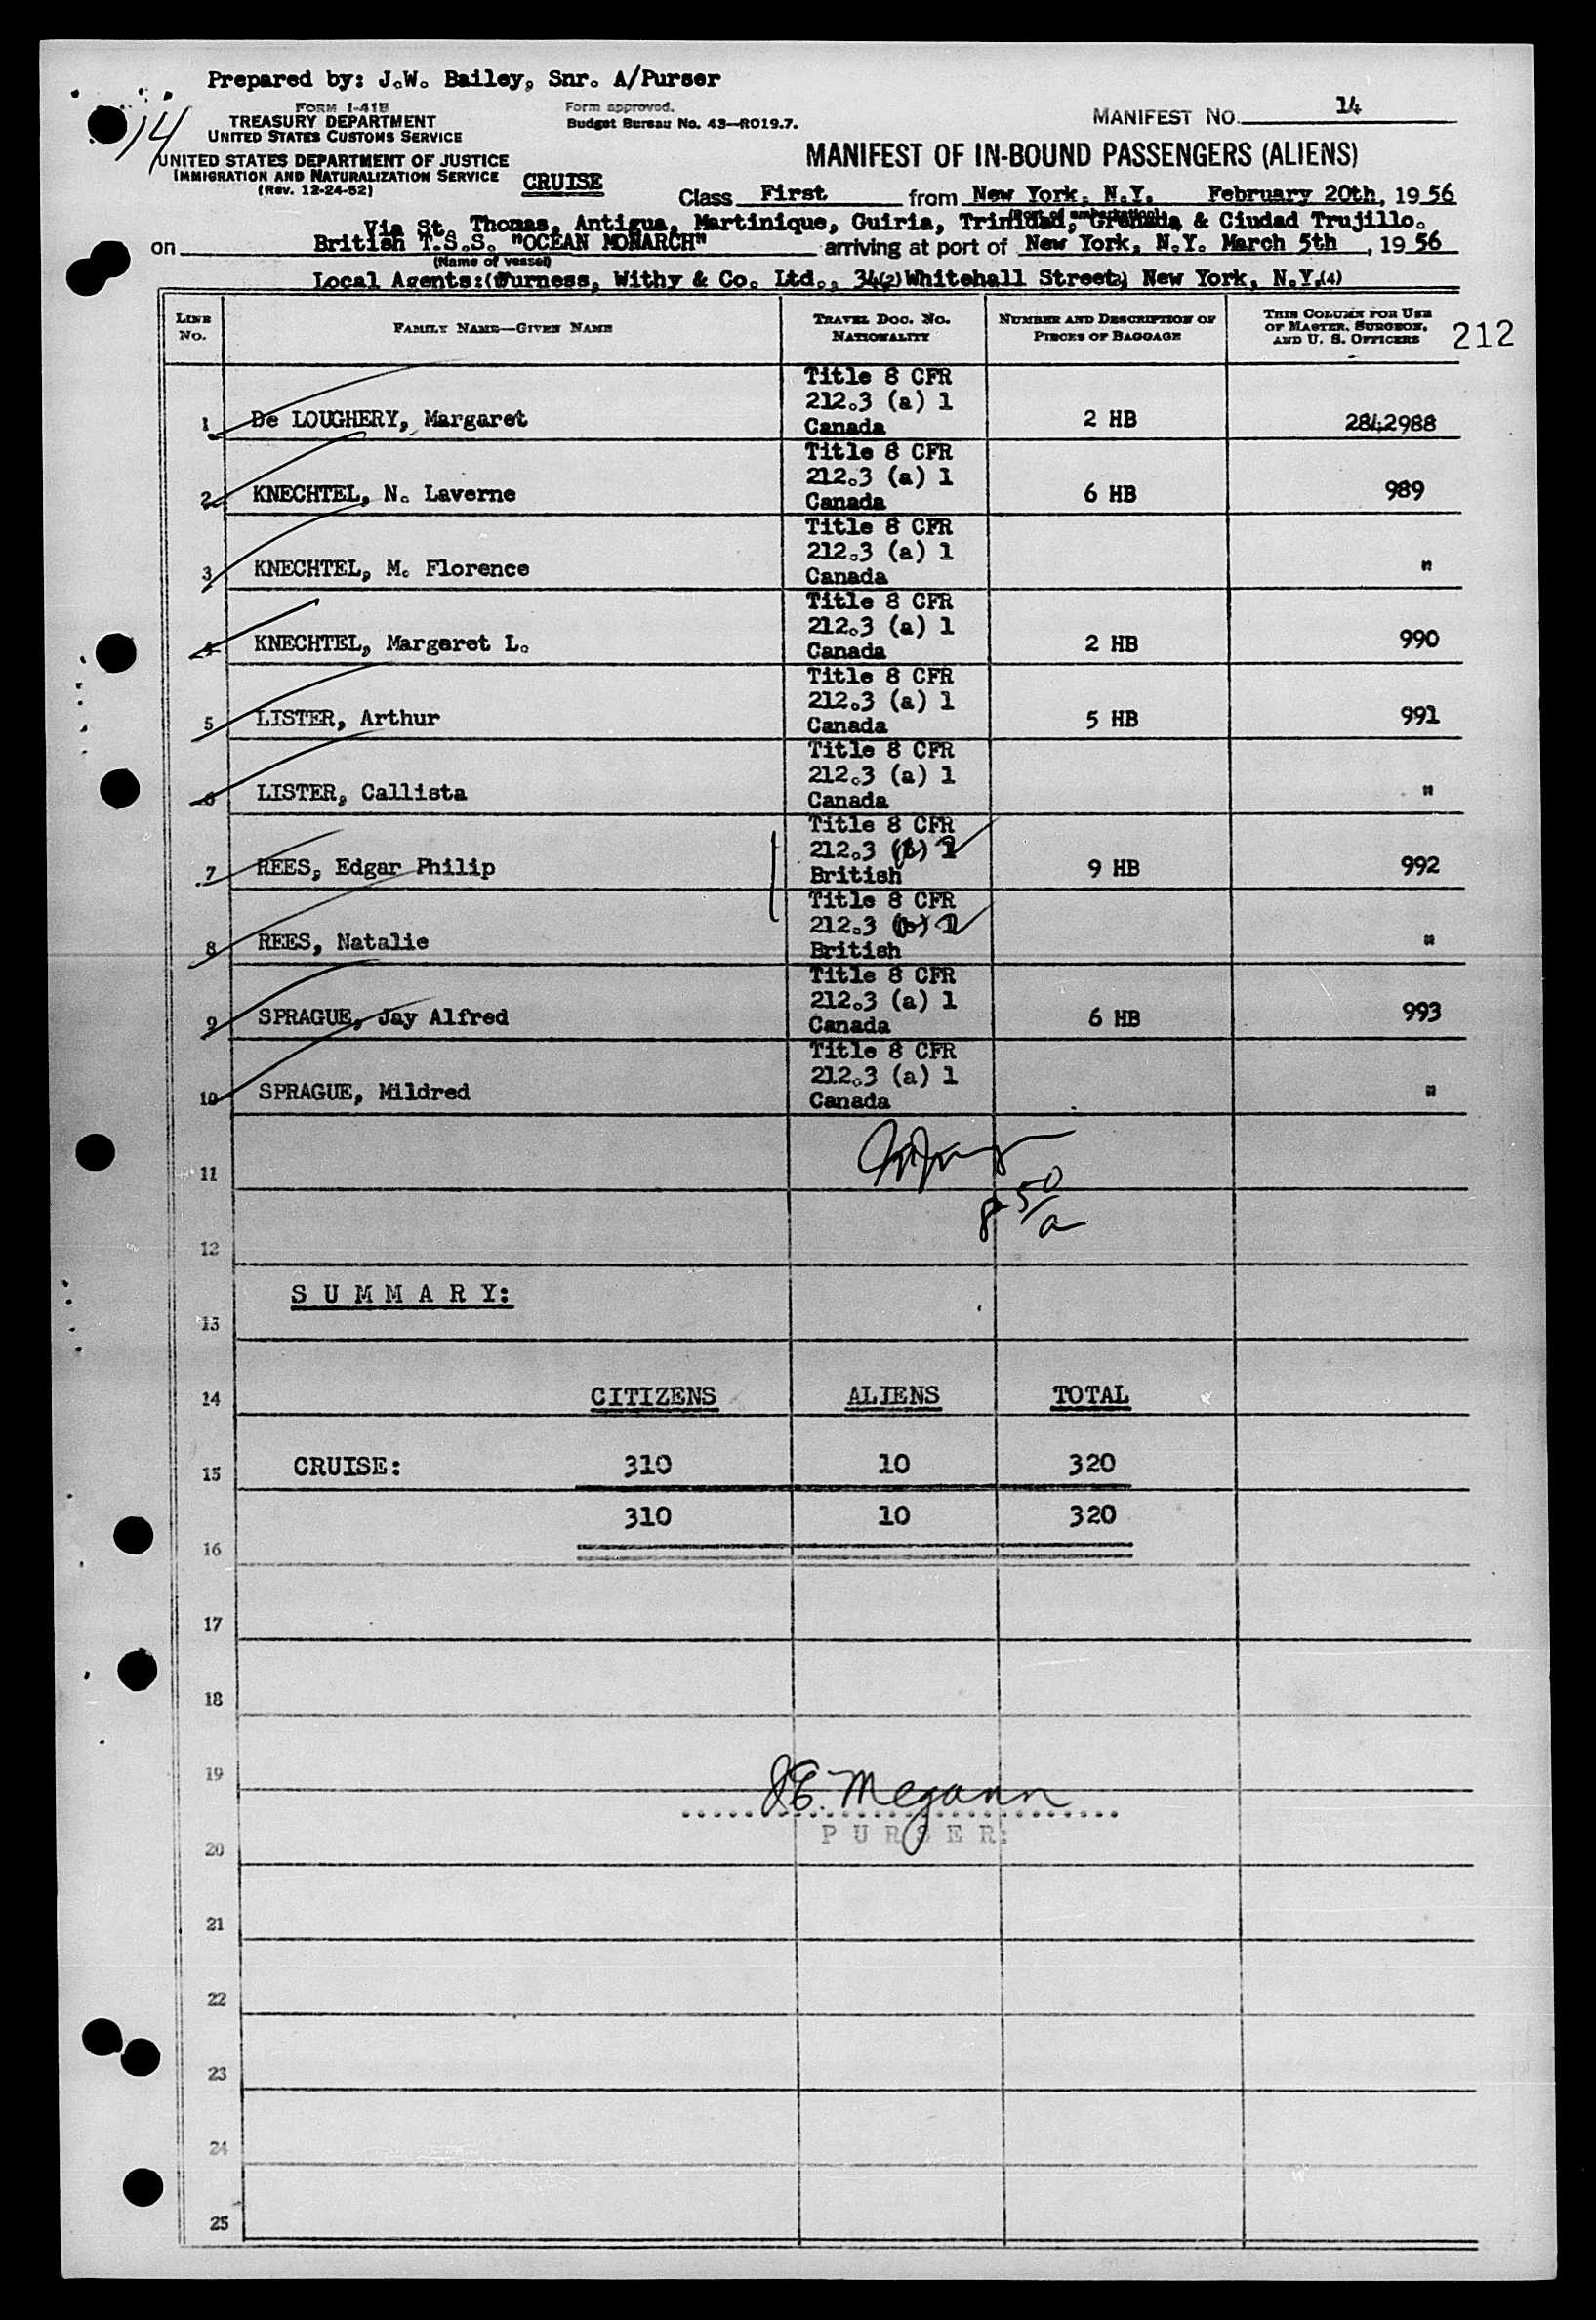 Prepared by: J.W. Bailey, Snr. A/Purser
14
FORM I-41B
TREASURY DEPARTMENT
UNITED STATES CUSTOMS SERVICE
UNITED STATES DEPARTMENT OF JUSTICE
IMMIGRATION AND NATURALIZATION SERVICE
(Rev. 12-24-52)
Form approved.
Budget Bureau No. 43—R019.7.
MANIFEST NO. 14
MANIFEST OF IN-BOUND PASSENGERS (ALIENS)
CRUISE
Class First from New York, N.Y. February 20th, 1956
(Port of embarkation)
Via St. Thomas, Antigua, Martinique, Guiria, Trinidad, Grenada & Ciudad Trujillo.
on British T.S.S. "OCEAN MONARCH" arriving at port of New York, N.Y. March 5th, 1956
(Name of vessel)
Local Agents: Furness, Withy & Co. Ltd., 34 Whitehall Street, New York, N.Y.
(1) (2) (3) (4)
LINE No. FAMILY NAME—GIVEN NAME TRAVEL DOC. NO. NATIONALITY NUMBER AND DESCRIPTION OF PIECES OF BAGGAGE THIS COLUMN FOR USE OF MASTER, SURGEON, AND U. S. OFFICERS
212
1 De LOUGHERY, Margaret Title 8 CFR 212.3 (a) 1 Canada 2 HB 2842988
2 KNECHTEL, N. Laverne Title 8 CFR 212.3 (a) 1 Canada 6 HB 989
3 KNECHTEL, M. Florence Title 8 CFR 212.3 (a) 1 Canada "
4 KNECHTEL, Margaret L. Title 8 CFR 212.3 (a) 1 Canada 2 HB 990
5 LISTER, Arthur Title 8 CFR 212.3 (a) 1 Canada 5 HB 991
6 LISTER, Callista Title 8 CFR 212.3 (a) 1 Canada "
7 REES, Edgar Philip Title 8 CFR 212.3 (b) 2 British 9 HB 992
8 REES, Natalie Title 8 CFR 212.3 (b) 2 British "
9 SPRAGUE, Jay Alfred Title 8 CFR 212.3 (a) 1 Canada 6 HB 993
10 SPRAGUE, Mildred Title 8 CFR 212.3 (a) 1 Canada "
11
8 50/a
12
SUMMARY:
13
14 CITIZENS ALIENS TOTAL
15 CRUISE: 310 10 320
310 10 320
16
17
18
19
J E. Megann
PURSER:
20
21
22
23
24
25